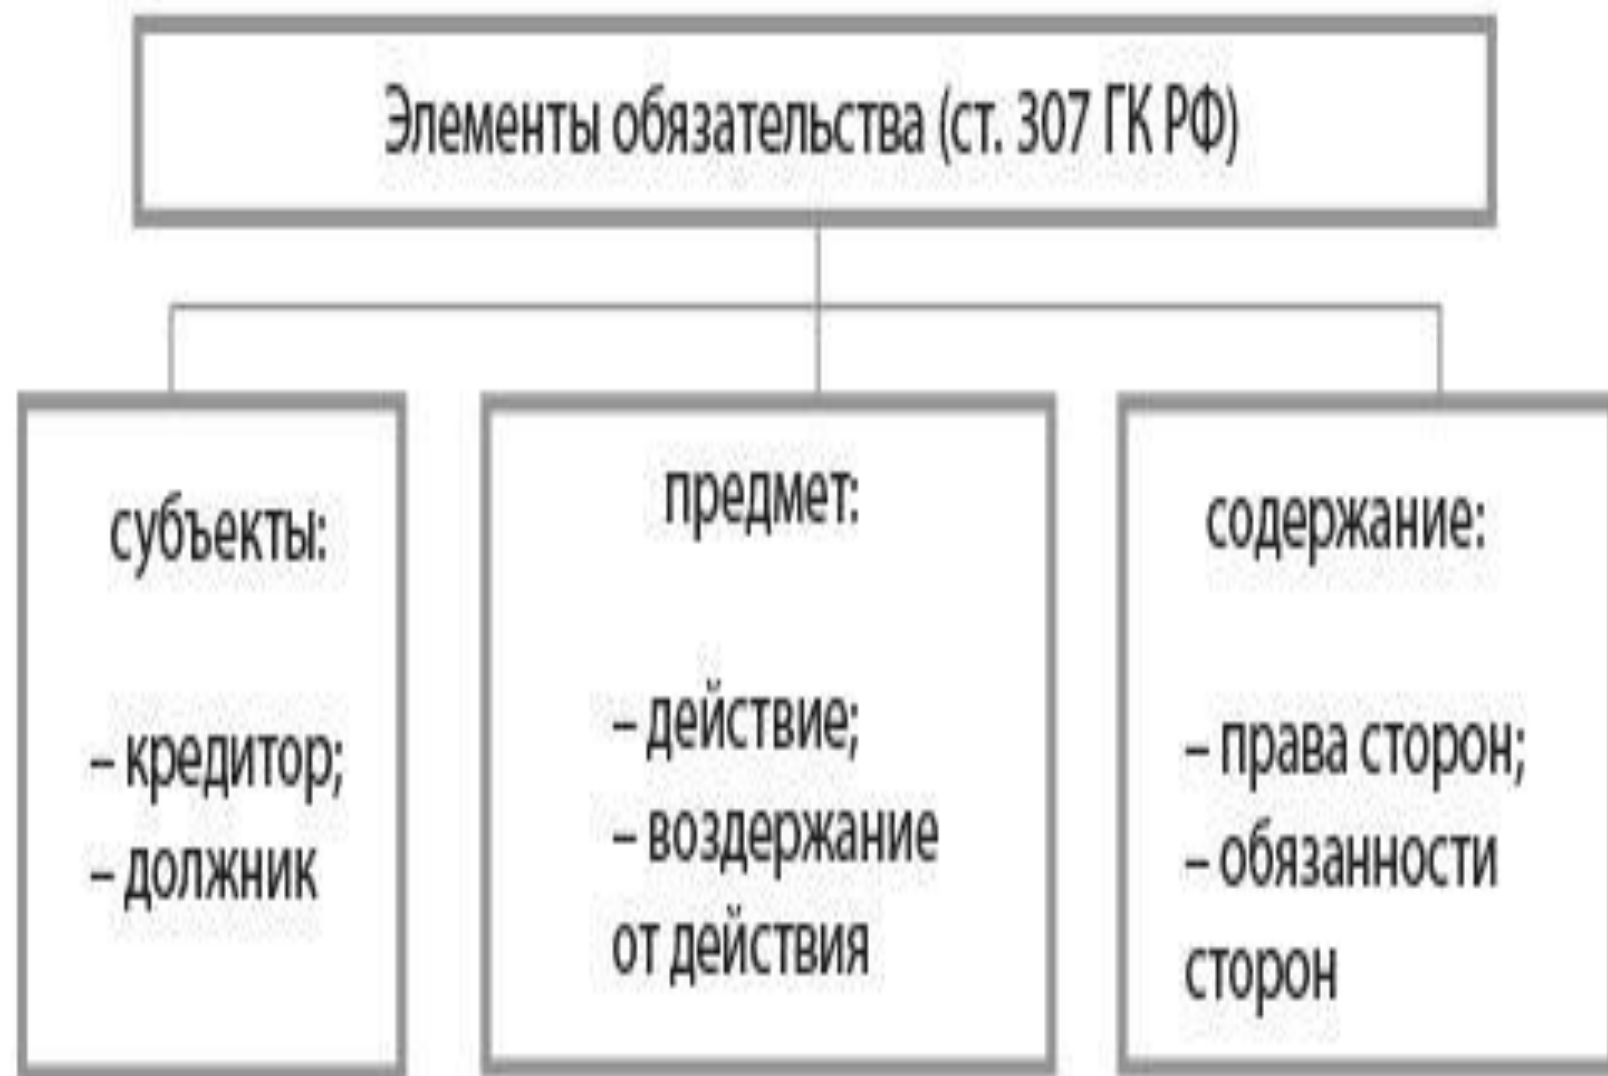 Элементы обязательства (ст. 307 ГК РФ)
субъекты:
– кредитор;
– должник
предмет:
– действие;
– воздержание
от действия
содержание:
– права сторон;
– обязанности
сторон